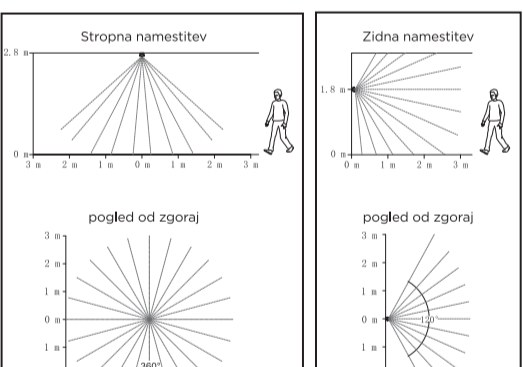 Stropna namestitev
2.8 m
0 m
3 m 2 m 1 m 0 m 1 m 2 m 3 m
pogled od zgoraj
3 m
2 m
1 m
0 m
1 m
360°
Zidna namestitev
1.8 m
0 m
0 m 1 m 2 m 3 m
pogled od zgoraj
3 m
2 m
1 m
0 m
1 m
120°